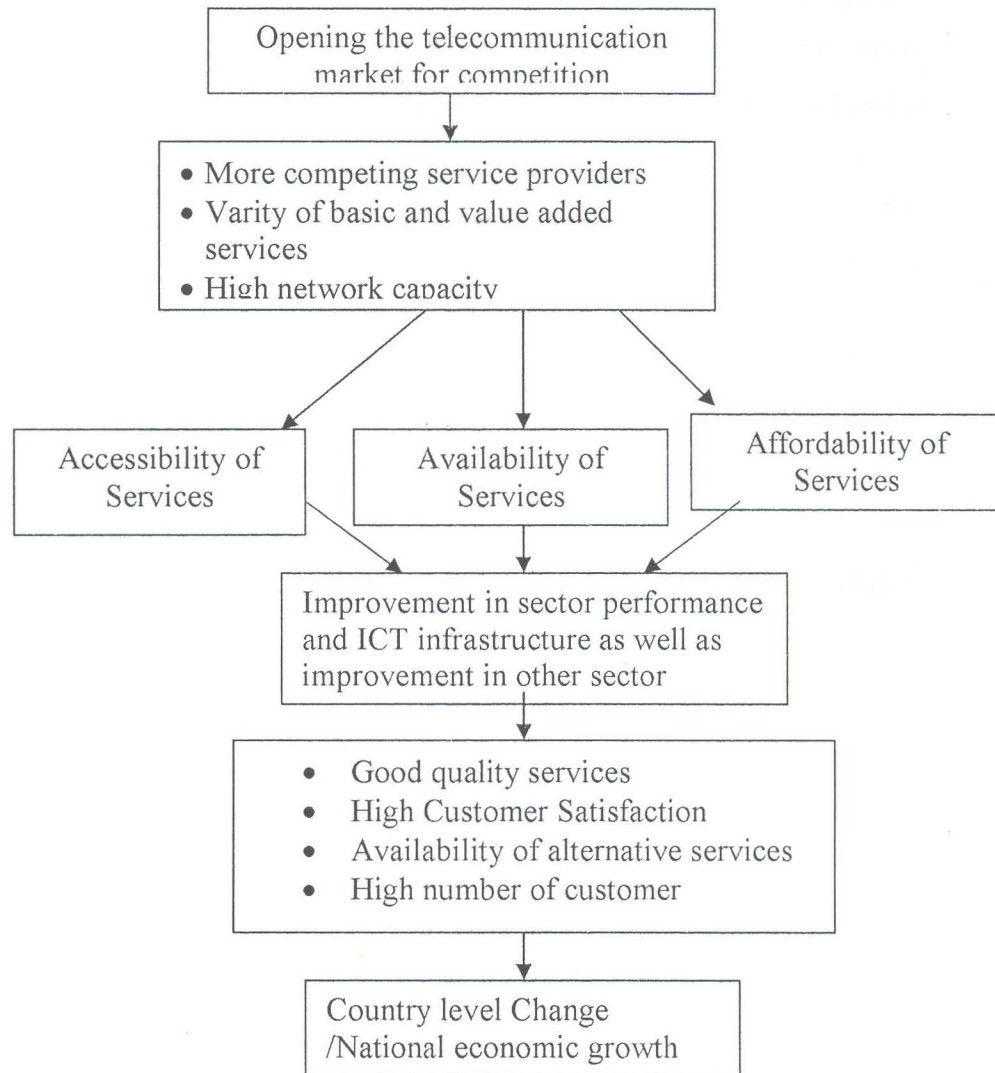 Opening the telecommunication
market for competition
• More competing service providers
• Varity of basic and value added
services
• High network capacity
Accessibility of
Services
Availability of
Services
Affordability of
Services
Improvement in sector performance
and ICT infrastructure as well as
improvement in other sector
• Good quality services
• High Customer Satisfaction
• Availability of alternative services
• High number of customer
Country level Change
/National economic growth